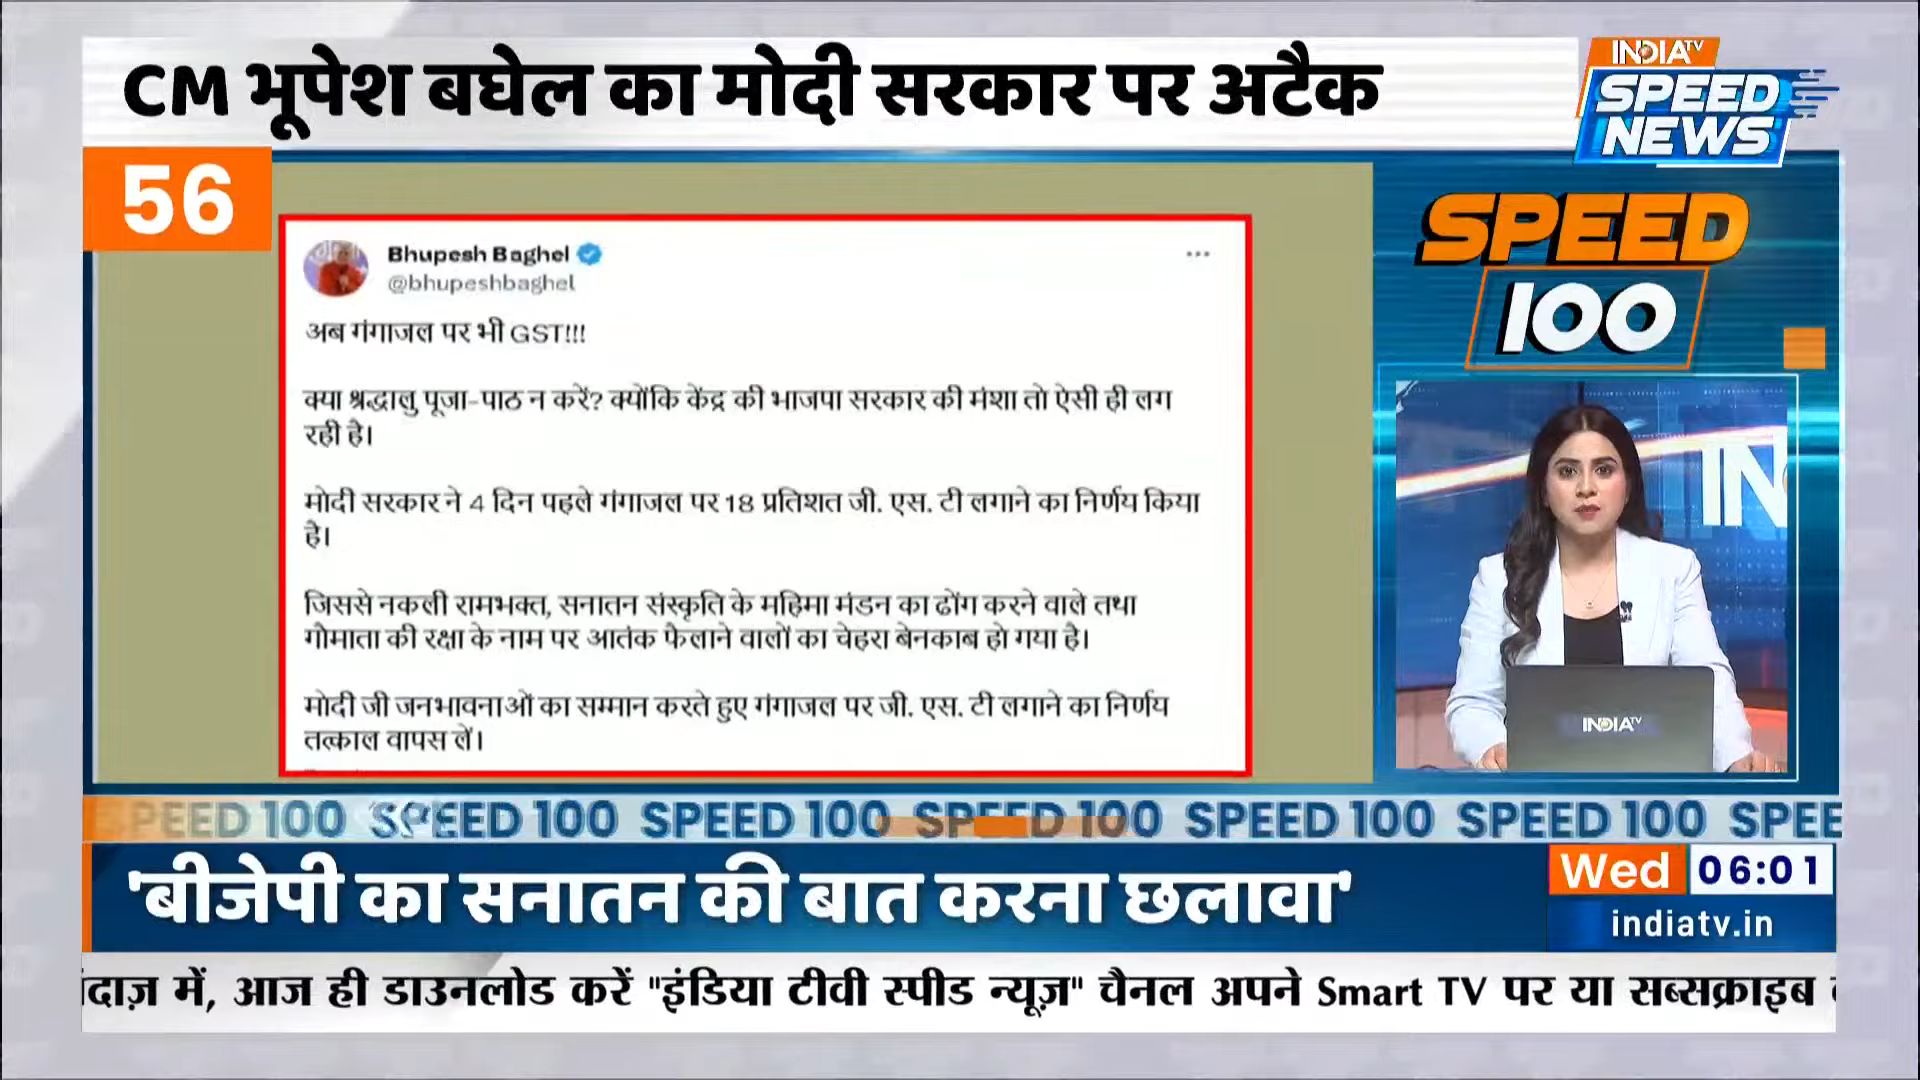 CM भूपेश बघेल का मोदी सरकार पर अटैक
INDIA TV
SPEED
NEWS
56
SPEED
100
Bhupesh Baghel
@bhupeshbaghel
अब गंगाजल पर भी GST!!!
क्या श्रद्धालु पूजा-पाठ न करें? क्योंकि केंद्र की भाजपा सरकार की मंशा तो ऐसी ही लग
रही है।
मोदी सरकार ने 4 दिन पहले गंगाजल पर 18 प्रतिशत जी. एस. टी लगाने का निर्णय किया
है।
जिससे नकली रामभक्त, सनातन संस्कृति के महिमा मंडन का ढोंग करने वाले तथा
गौमाता की रक्षा के नाम पर आतंक फैलाने वालों का चेहरा बेनकाब हो गया है।
मोदी जी जनभावनाओं का सम्मान करते हुए गंगाजल पर जी. एस. टी लगाने का निर्णय
तत्काल वापस लें।
IN
INDIA TV
PEED 100 SPEED 100 SPEED 100 SPEED 100 SPEED 100 SPEED 100 SPEE
'बीजेपी का सनातन की बात करना छलावा'
Wed 06:01
indiatv.in
में, आज ही डाउनलोड करें "इंडिया टीवी स्पीड न्यूज़" चैनल अपने Smart TV पर या सब्सक्राइब